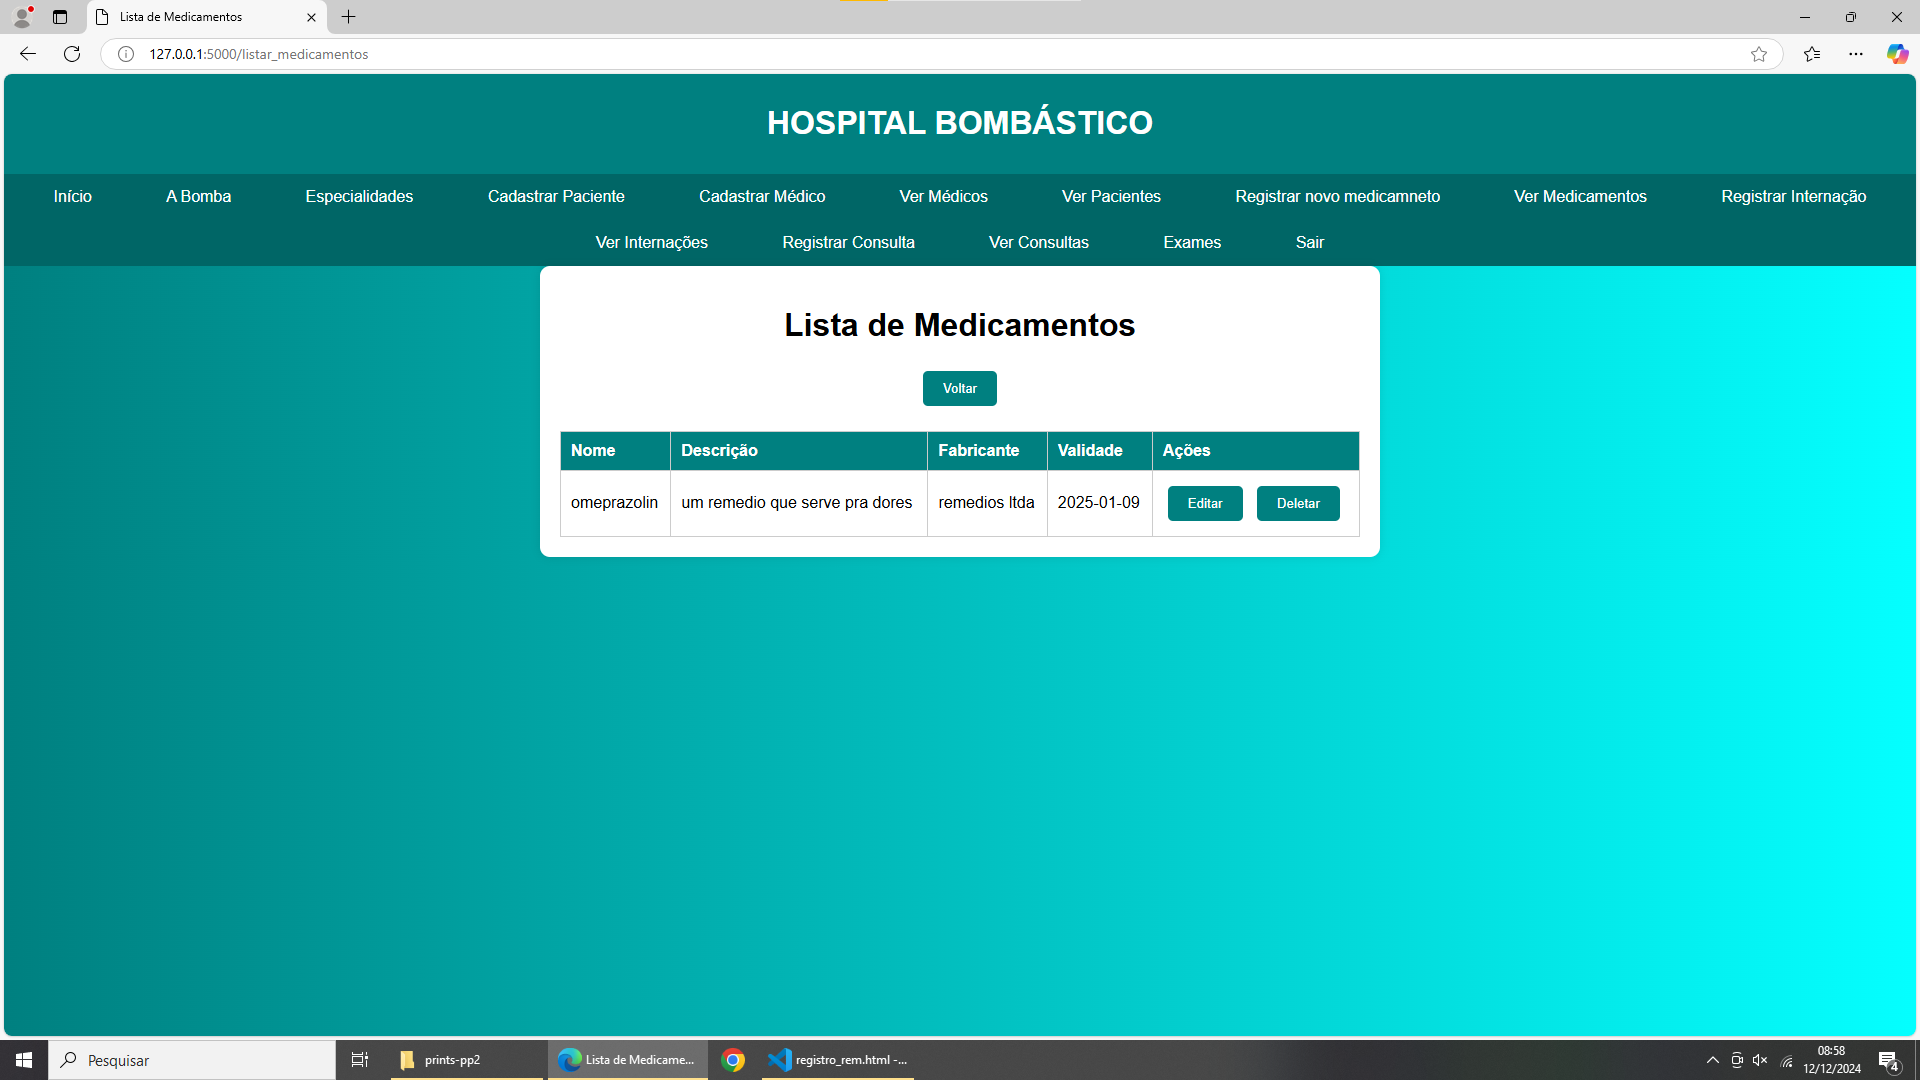 Lista de Medicamentos
127.0.0.1:5000/listar_medicamentos
HOSPITAL BOMBÁSTICO
Início A Bomba Especialidades Cadastrar Paciente Cadastrar Médico Ver Médicos Ver Pacientes Registrar novo medicamneto Ver Medicamentos Registrar Internação
Ver Internações Registrar Consulta Ver Consultas Exames Sair
Lista de Medicamentos
Voltar
Nome Descrição Fabricante Validade Ações
omeprazolin um remedio que serve pra dores remedios ltda 2025-01-09 Editar Deletar
Pesquisar prints-pp2 Lista de Medicame... registro_rem.html -... 08:58
12/12/2024 4